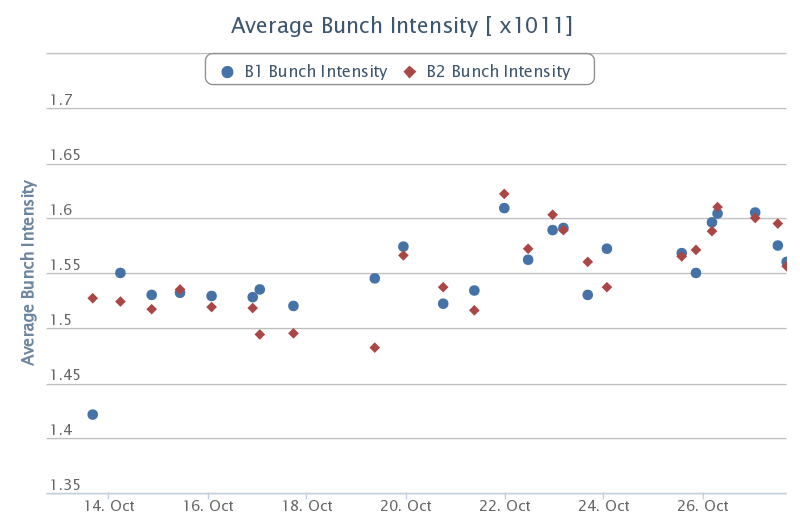 Average Bunch Intensity [ x1011]
B1 Bunch Intensity
B2 Bunch Intensity
Average Bunch Intensity
1.7
1.65
1.6
1.55
1.5
1.45
1.4
1.35
14. Oct
16. Oct
18. Oct
20. Oct
22. Oct
24. Oct
26. Oct